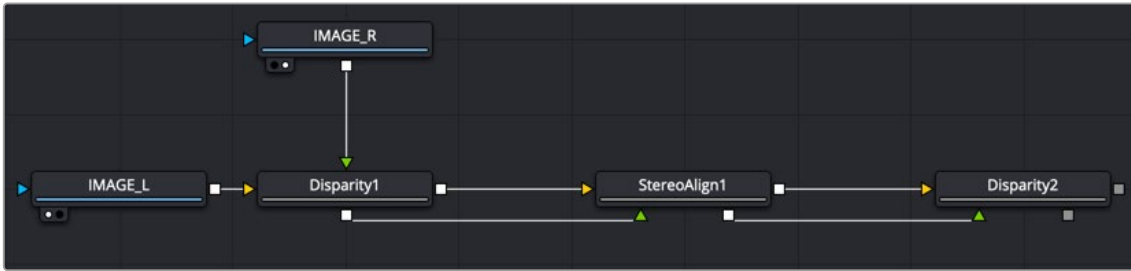 IMAGE_R
IMAGE_L
Disparity1
StereoAlign1
Disparity2